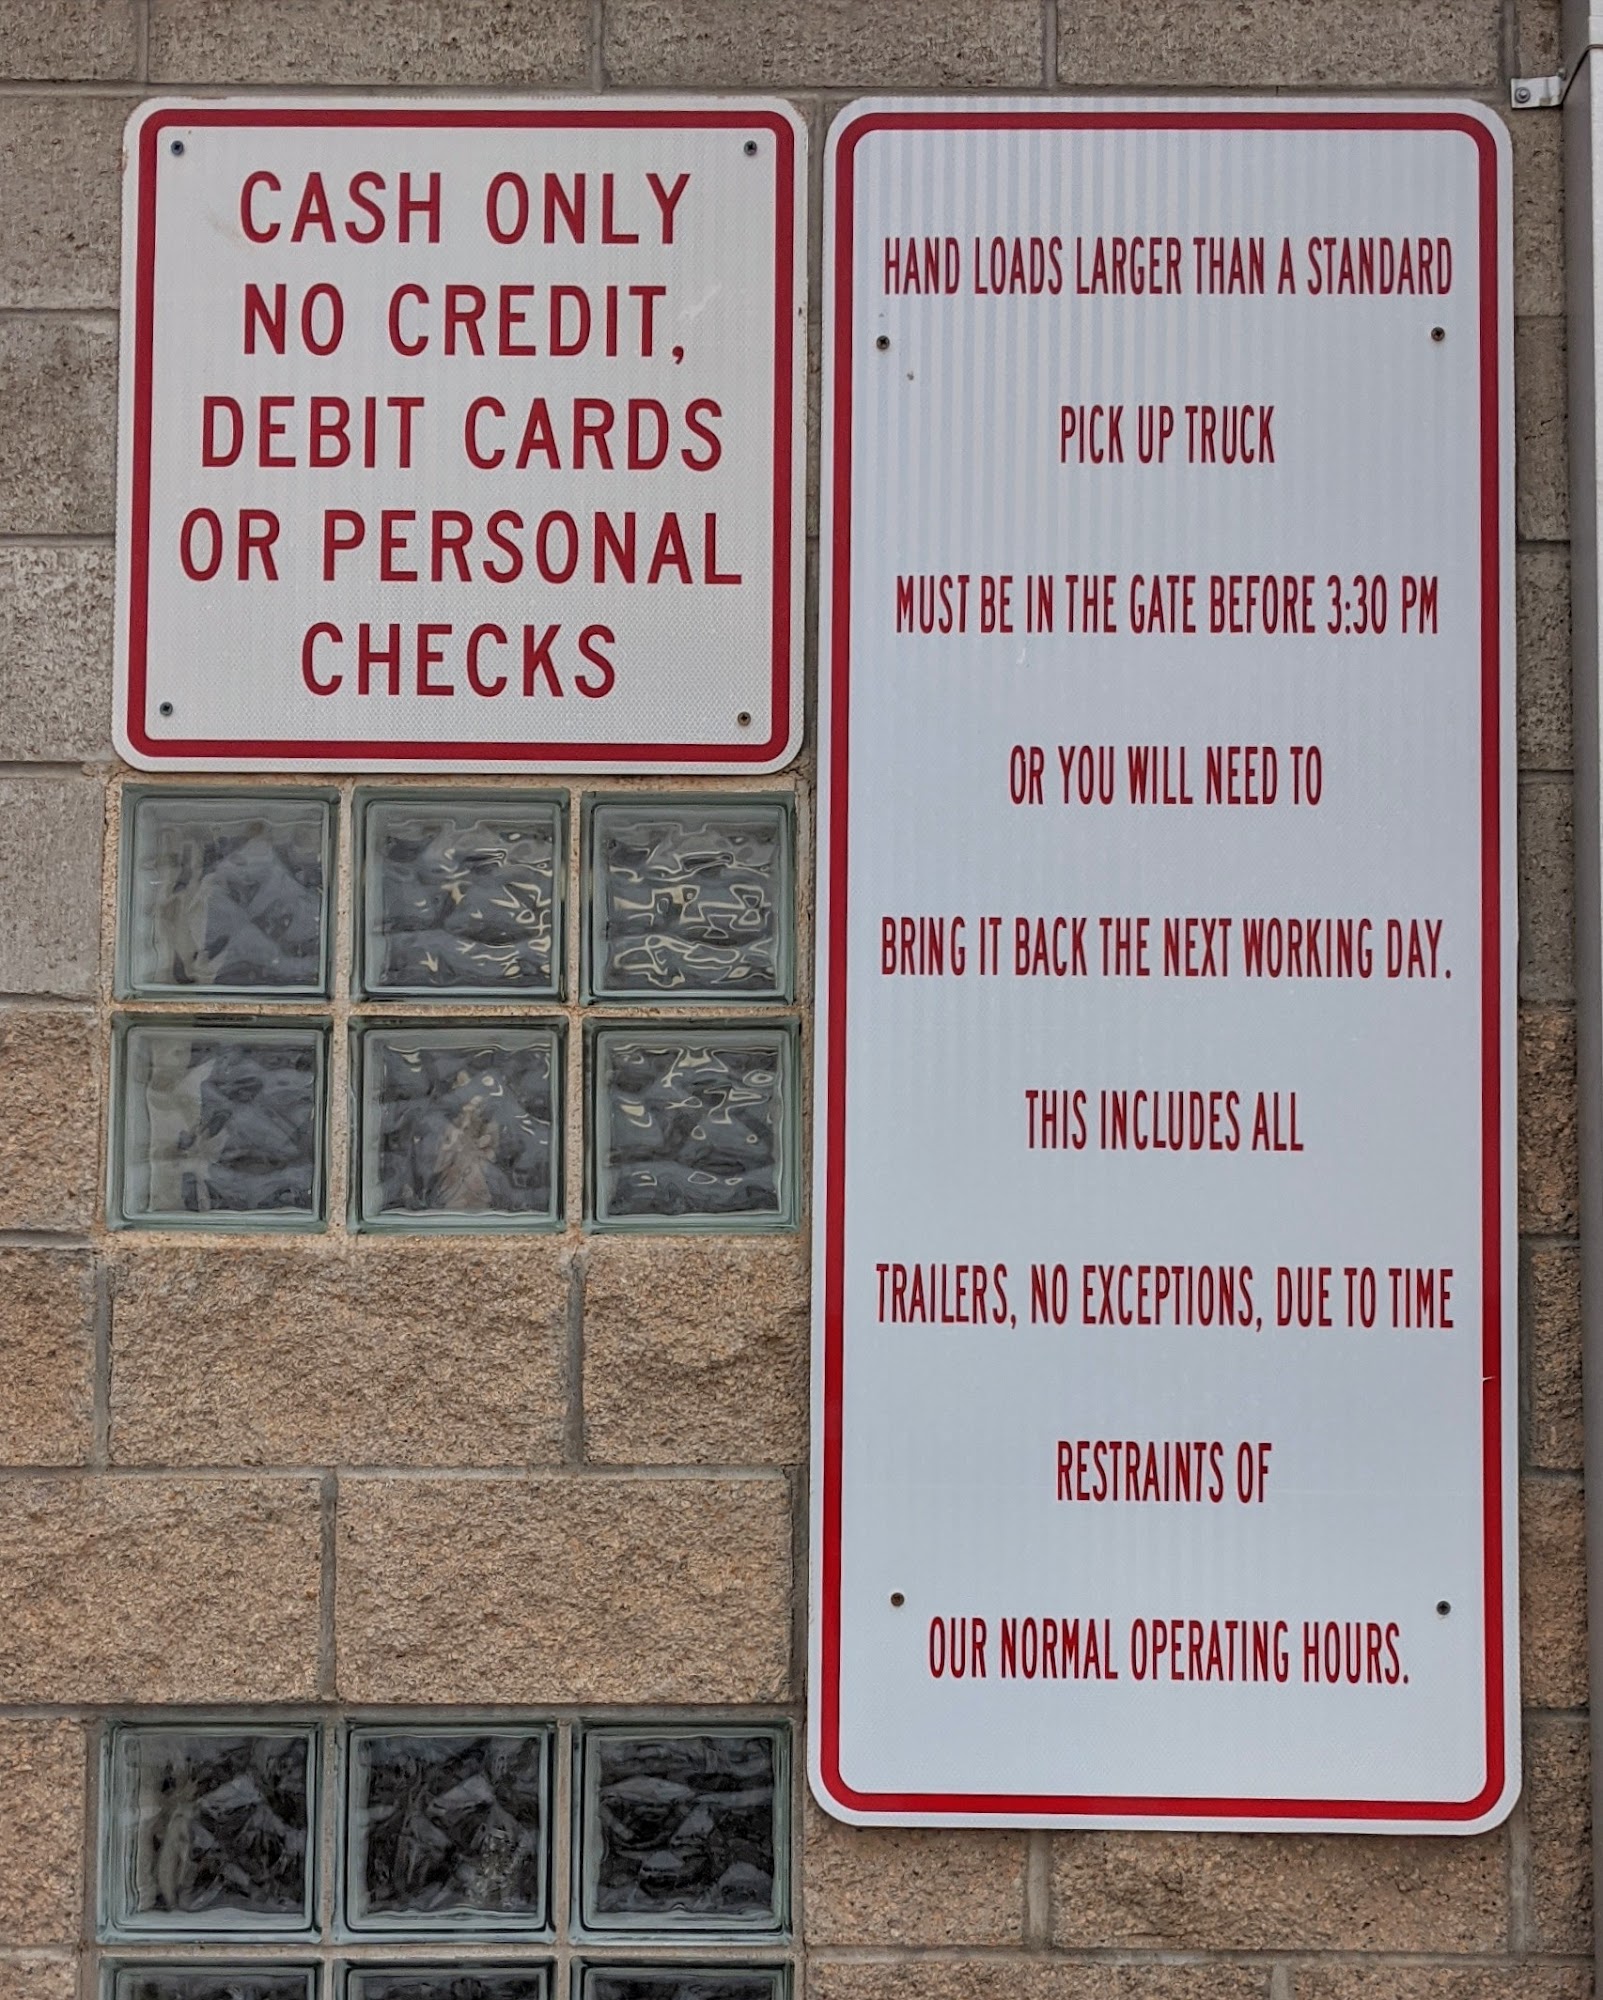 CASH ONLY
NO CREDIT,
DEBIT CARDS
OR PERSONAL
CHECKS
HAND LOADS LARGER THAN A STANDARD
PICK UP TRUCK
MUST BE IN THE GATE BEFORE 3:30 PM
OR YOU WILL NEED TO
BRING IT BACK THE NEXT WORKING DAY.
THIS INCLUDES ALL
TRAILERS, NO EXCEPTIONS, DUE TO TIME
RESTRAINTS OF
OUR NORMAL OPERATING HOURS.